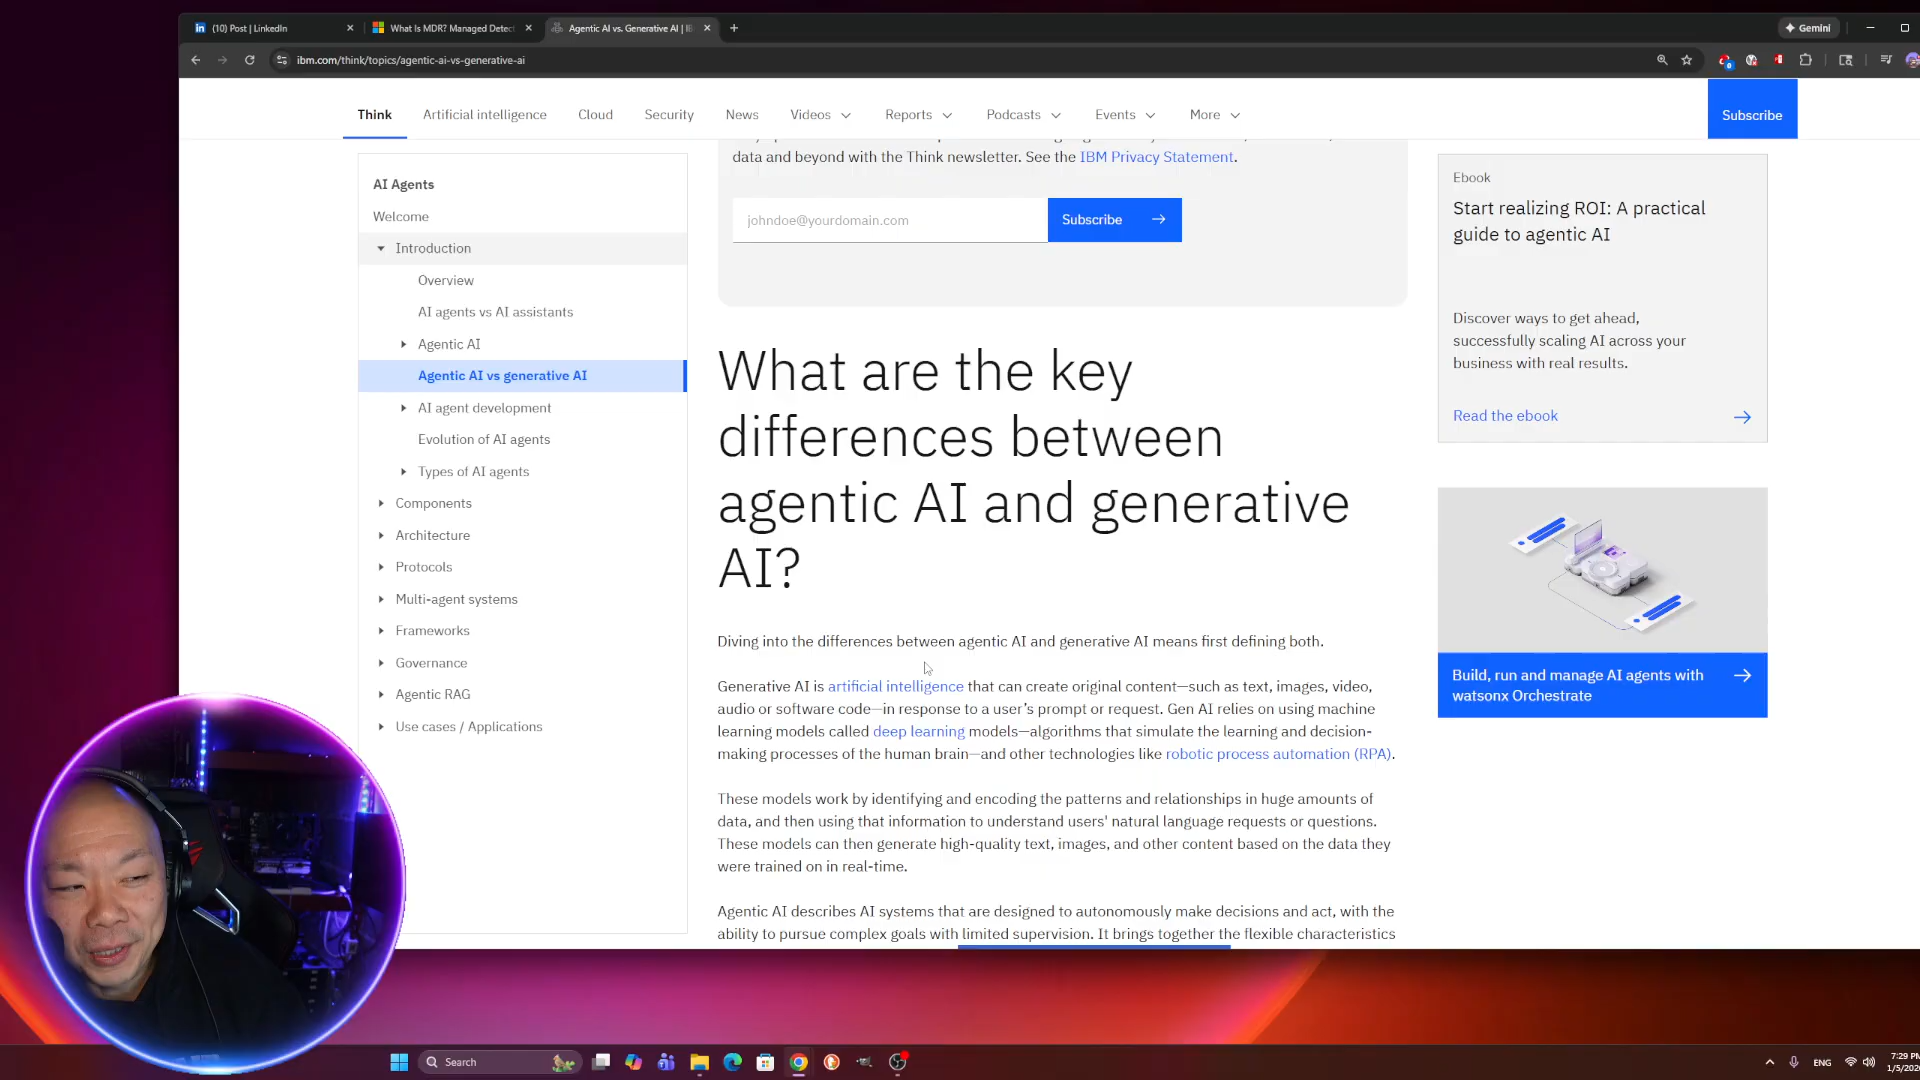 (10) Post | LinkedIn
What Is MDR? Managed Detect
Agentic AI vs. Generative AI | IB
Gemini
ibm.com/think/topics/agentic-ai-vs-generative-ai
Think
Artificial intelligence
Cloud
Security
News
Videos
Reports
Podcasts
Events
More
Subscribe
AI Agents
Welcome
Introduction
Overview
AI agents vs AI assistants
Agentic AI
Agentic AI vs generative AI
AI agent development
Evolution of AI agents
Types of AI agents
Components
Architecture
Protocols
Multi-agent systems
Frameworks
Governance
Agentic RAG
Use cases / Applications
data and beyond with the Think newsletter. See the IBM Privacy Statement.
johndoe@yourdomain.com
Subscribe
What are the key
differences between
agentic AI and generative
AI?
Diving into the differences between agentic AI and generative AI means first defining both.
Generative AI is artificial intelligence that can create original content—such as text, images, video,
audio or software code—in response to a user’s prompt or request. Gen AI relies on using machine
learning models called deep learning models—algorithms that simulate the learning and decision-
making processes of the human brain—and other technologies like robotic process automation (RPA).
These models work by identifying and encoding the patterns and relationships in huge amounts of
data, and then using that information to understand users' natural language requests or questions.
These models can then generate high-quality text, images, and other content based on the data they
were trained on in real-time.
Agentic AI describes AI systems that are designed to autonomously make decisions and act, with the
ability to pursue complex goals with limited supervision. It brings together the flexible characteristics
Ebook
Start realizing ROI: A practical
guide to agentic AI
Discover ways to get ahead,
successfully scaling AI across your
business with real results.
Read the ebook
Build, run and manage AI agents with
watsonx Orchestrate
Search
ENG
7:29 PM